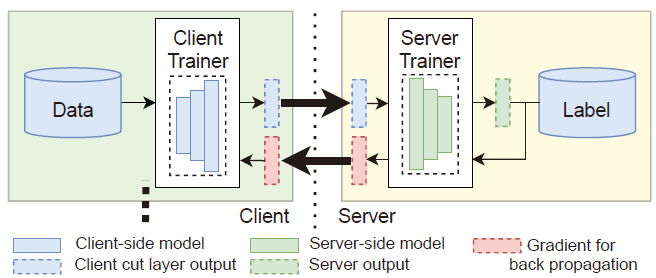 Client
Trainer
Data
Client
Server
Trainer
Label
Server
Client-side model
Client cut layer output
Server-side model
Server output
Gradient for
back propagation